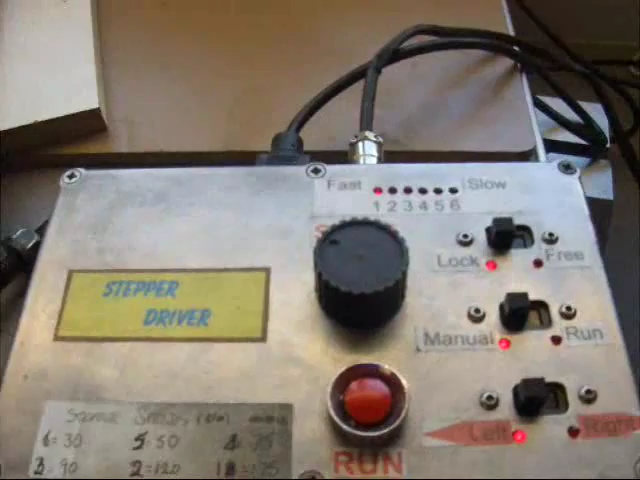 Fast Slow
1 2 3 4 5 6
Lock Free
STEPPER
DRIVER
Manual Run
Left Right
6=30 5=50 4=75
3=90 2=120
RUN